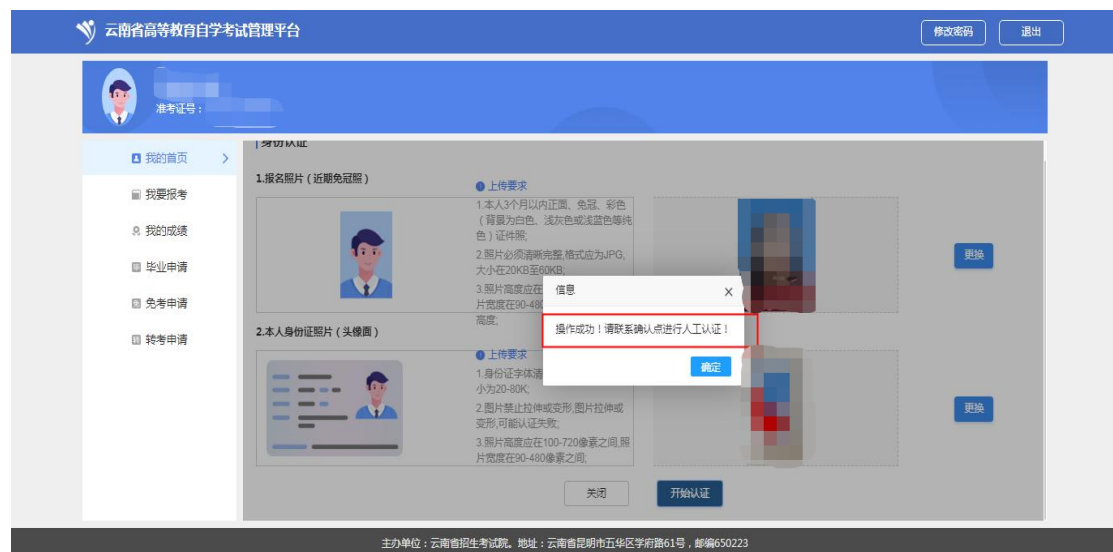 云南省高等教育自学考试管理平台
修改密码
退出
准考证号：
我的首页
我要报考
我的成绩
毕业申请
免考申请
转考申请
身份认证
1.报名照片（近期免冠照）
上传要求
1.本人3个月以内正面、免冠、彩色
（背景为白色、浅灰色或浅蓝色等纯
色）证件照;
2.照片必须清晰完整,格式应为JPG,
大小在20KB至60KB;
3.照片高度应在
片宽度在90-480
高度;
更换
信息
操作成功！请联系确认点进行人工认证！
确定
2.本人身份证照片（头像面）
上传要求
1.身份证字体清
小为20-80K;
2.图片禁止拉伸或变形,图片拉伸或
变形,可能认证失败;
3.照片高度应在100-720像素之间,照
片宽度在90-480像素之间;
更换
关闭
开始认证
主办单位：云南省招生考试院。地址：云南省昆明市五华区学府路61号，邮编650223